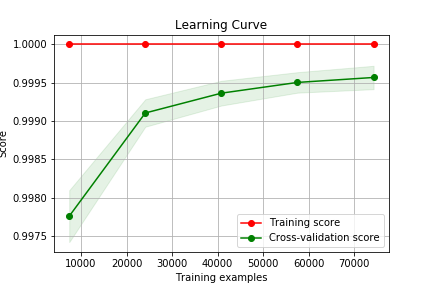 Learning Curve
1.0000
0.9995
0.9990
0.9985
0.9980
0.9975
Score
Training score
Cross-validation score
10000 20000 30000 40000 50000 60000 70000
Training examples